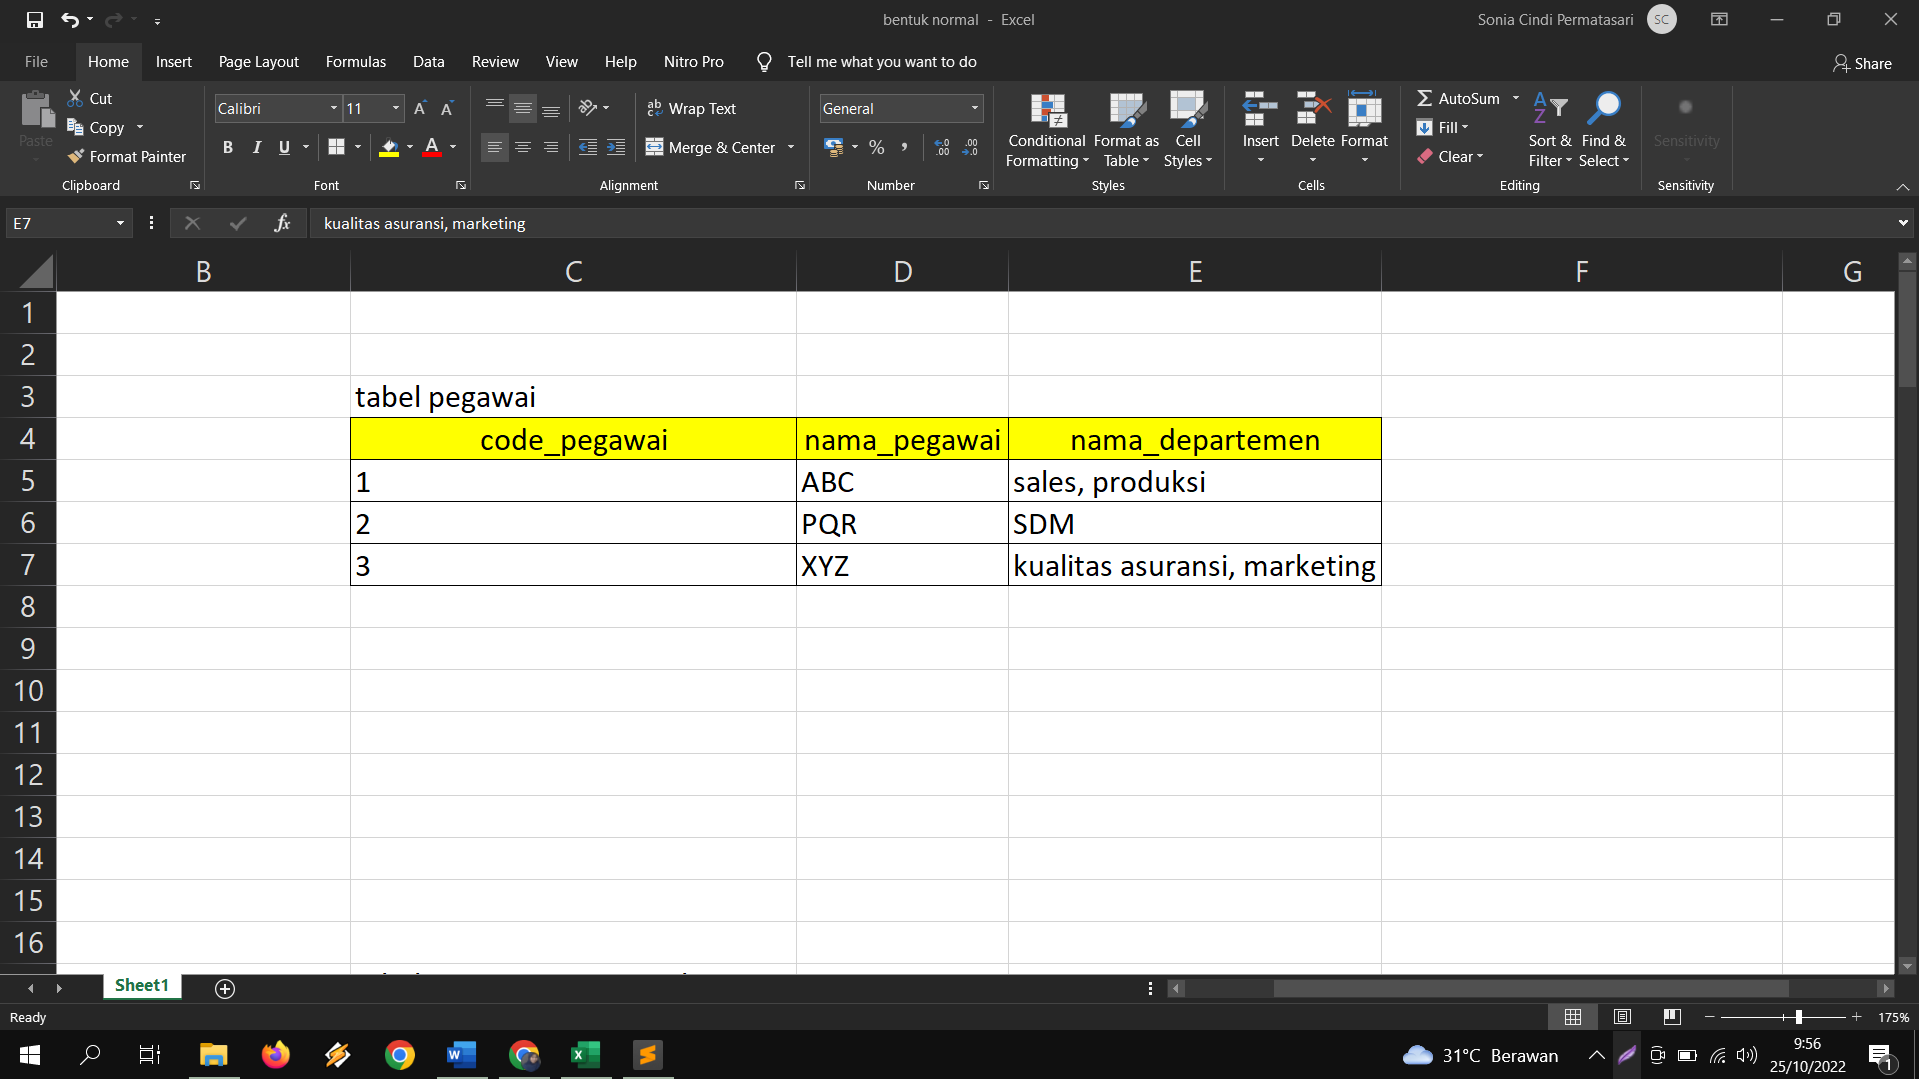 bentuk normal - Excel
Sonia Cindi Permatasari
SC
File Home Insert Page Layout Formulas Data Review View Help Nitro Pro Tell me what you want to do
Share
Paste
Cut
Copy
Format Painter
Clipboard
Calibri 11
B I U
Font
Wrap Text
Merge & Center
Alignment
General
Number
Conditional Formatting
Format as Table
Cell Styles
Styles
Insert Delete Format
Cells
AutoSum
Fill
Clear
Sort & Filter
Find & Select
Editing
Sensitivity
Sensitivity
E7
fx
kualitas asuransi, marketing
B C D E F G
1
2
3 tabel pegawai
4 code_pegawai nama_pegawai nama_departemen
5 1 ABC sales, produksi
6 2 PQR SDM
7 3 XYZ kualitas asuransi, marketing
8
9
10
11
12
13
14
15
16
Sheet1
Ready
175%
31°C Berawan
9:56
25/10/2022
1